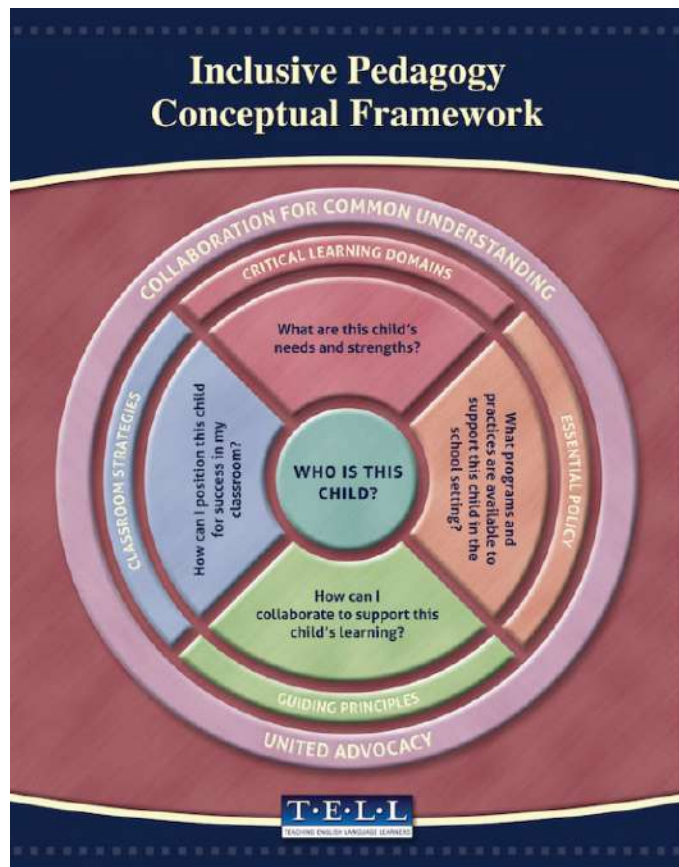 Inclusive Pedagogy
Conceptual Framework
COLLABORATION FOR COMMON UNDERSTANDING
CRITICAL LEARNING DOMAINS
What are this child's
needs and strengths?
CLASSROOM STRATEGIES
How can I position this child
for success in my
classroom?
WHO IS THIS
CHILD?
What programs and
practices are available to
support this child in the
school setting?
ESSENTIAL POLICY
How can I
collaborate to support this
child's learning?
GUIDING PRINCIPLES
UNITED ADVOCACY
T·E·L·L
TEACHING ENGLISH LANGUAGE LEARNERS